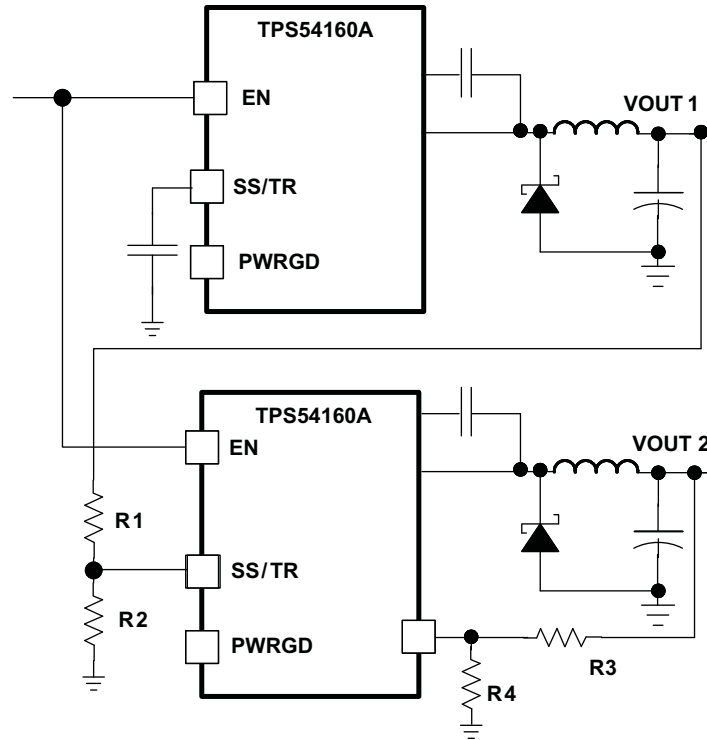 TPS54160A
EN
VOUT 1
SS/TR
PWRGD
TPS54160A
EN
VOUT 2
R1
SS/TR
R2
PWRGD
R3
R4